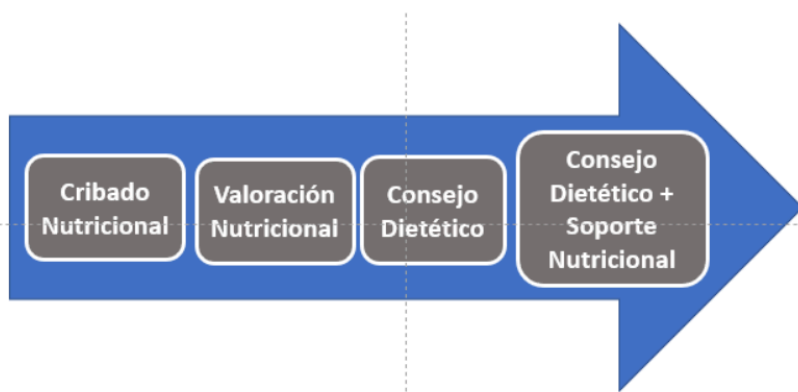 Cribado
Nutricional
Valoración
Nutricional
Consejo
Dietético
Consejo
Dietético +
Soporte
Nutricional